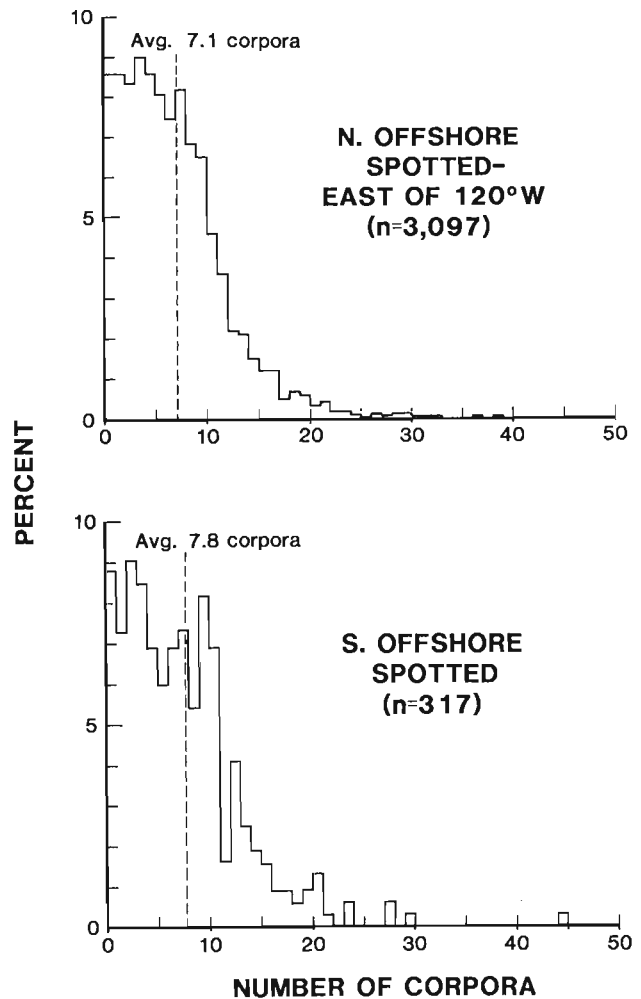 10
Avg. 7.1 corpora
N. OFFSHORE
SPOTTED-
EAST OF 120°W
(n=3,097)
5
0
0 10 20 30 40 50
PERCENT
10
Avg. 7.8 corpora
S. OFFSHORE
SPOTTED
(n=317)
5
0
0 10 20 30 40 50
NUMBER OF CORPORA